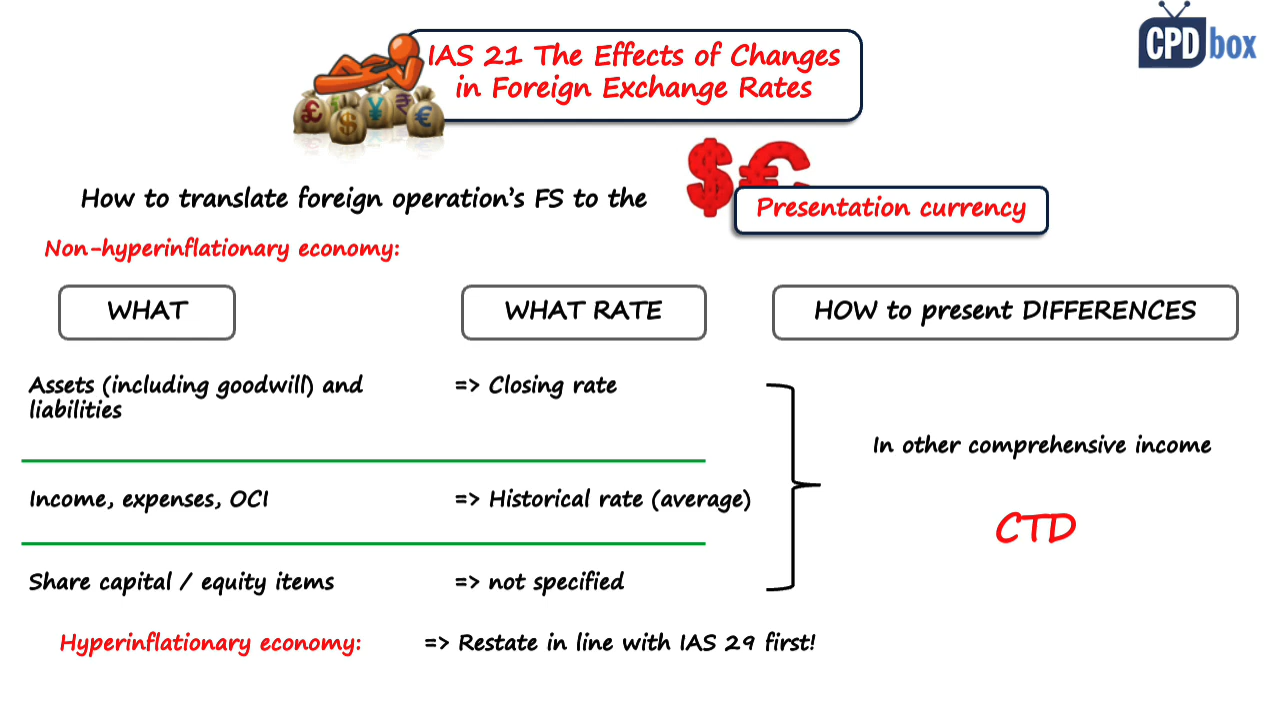 CPD box
IAS 21 The Effects of Changes
in Foreign Exchange Rates
£ $ ¥ ₹ €
$€
How to translate foreign operation's FS to the
Presentation currency
Non-hyperinflationary economy:
WHAT
WHAT RATE
HOW to present DIFFERENCES
Assets (including goodwill) and
liabilities
=> Closing rate
In other comprehensive income
Income, expenses, OCI
=> Historical rate (average)
CTD
Share capital / equity items
=> not specified
Hyperinflationary economy:
=> Restate in line with IAS 29 first!